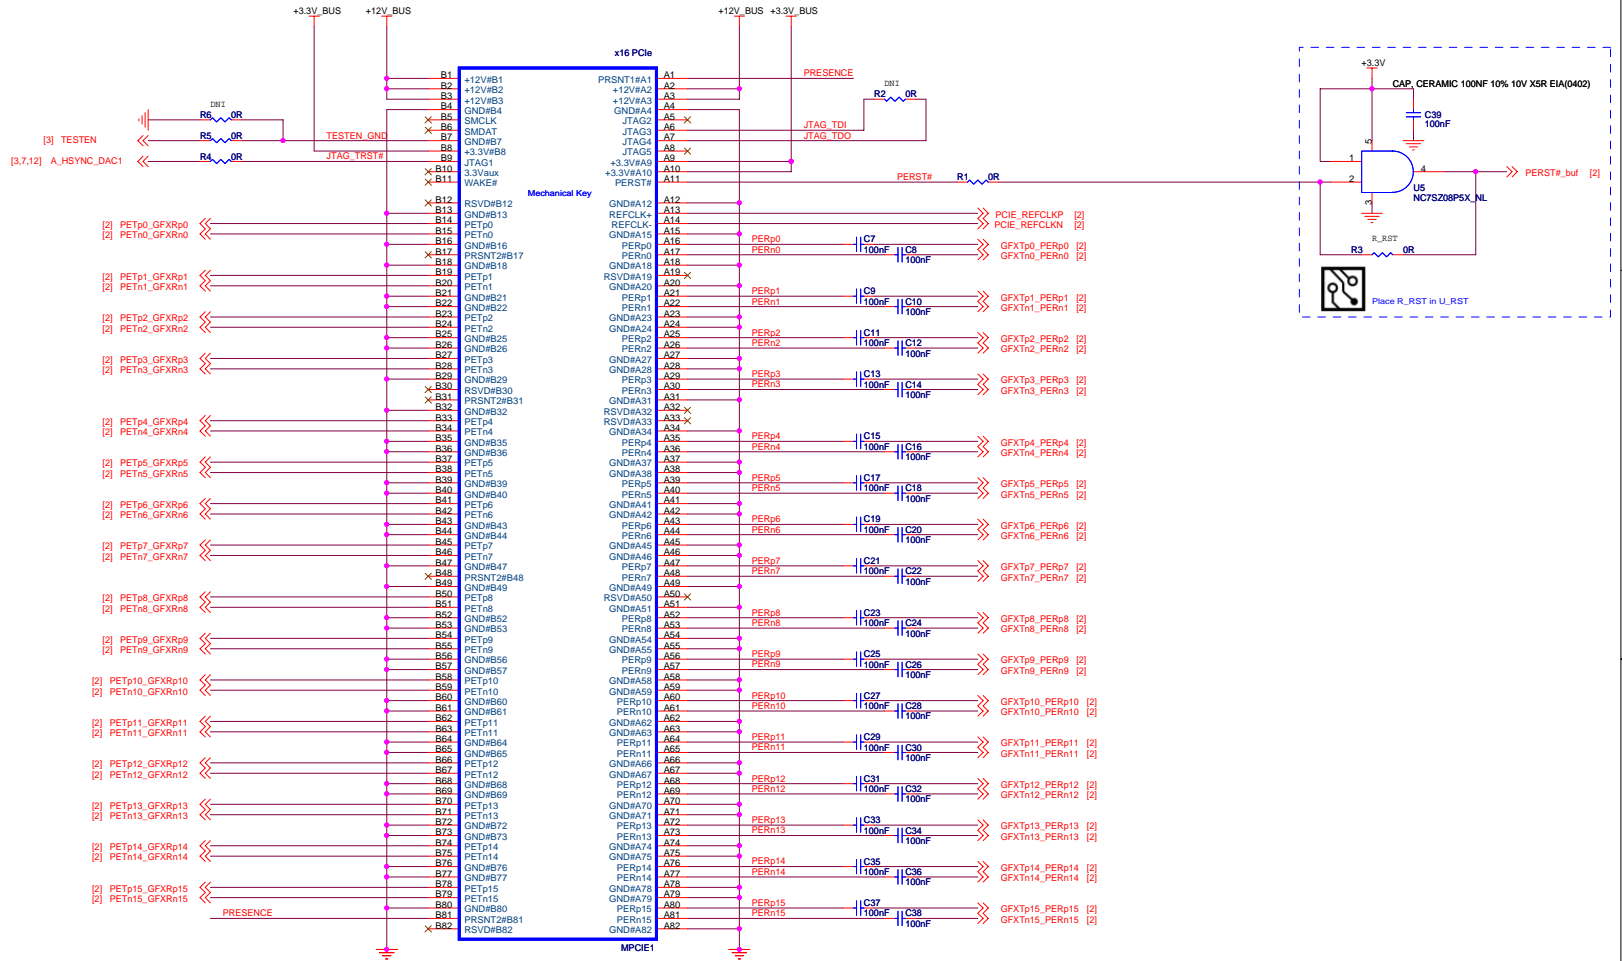 +3.3V_BUS +12V_BUS +12V_BUS +3.3V_BUS
x16 PCIe
+3.3V
CAP, CERAMIC 100NF 10% 10V X5R EIA(0402)
C39
100nF
5
1
2
4
3
U5
NC7SZ08P5X_NL
PERST#_buf [2]
R_RST
R3 0R
Place R_RST in U_RST
DNI
R6 0R
[3] TESTEN R5 0R TESTEN_GND
[3,7,12] A_HSYNC_DAC1 R4 0R JTAG_TRST#
DNI
R2 0R
PRESENCE
JTAG_TDI
JTAG_TDO
PERST# R1 0R
Mechanical Key
B1 +12V#B1 PRSNT1#A1 A1
B2 +12V#B2 +12V#A2 A2
B3 +12V#B3 +12V#A3 A3
B4 GND#B4 GND#A4 A4
B5 SMCLK JTAG2 A5
B6 SMDAT JTAG3 A6
B7 GND#B7 JTAG4 A7
B8 +3.3V#B8 JTAG5 A8
B9 JTAG1 +3.3V#A9 A9
B10 3.3Vaux +3.3V#A10 A10
B11 WAKE# PERST# A11
B12 RSVD#B12 GND#A12 A12
B13 GND#B13 REFCLK+ A13 PCIE_REFCLKP [2]
[2] PETp0_GFXRp0 B14 PETp0 REFCLK- A14 PCIE_REFCLKN [2]
[2] PETn0_GFXRn0 B15 PETn0 GND#A15 A15
B16 GND#B16 PERp0 A16 PERp0 C7 100nF GFXTp0_PERp0 [2]
B17 PRSNT2#B17 PERn0 A17 PERn0 C8 100nF GFXTn0_PERn0 [2]
B18 GND#B18 GND#A18 A18
[2] PETp1_GFXRp1 B19 PETp1 RSVD#A19 A19
[2] PETn1_GFXRn1 B20 PETn1 GND#A20 A20
B21 GND#B21 PERp1 A21 PERp1 C9 100nF GFXTp1_PERp1 [2]
B22 GND#B22 PERn1 A22 PERn1 C10 100nF GFXTn1_PERn1 [2]
[2] PETp2_GFXRp2 B23 PETp2 GND#A23 A23
[2] PETn2_GFXRn2 B24 PETn2 GND#A24 A24
B25 GND#B25 PERp2 A25 PERp2 C11 100nF GFXTp2_PERp2 [2]
B26 GND#B26 PERn2 A26 PERn2 C12 100nF GFXTn2_PERn2 [2]
[2] PETp3_GFXRp3 B27 PETp3 GND#A27 A27
[2] PETn3_GFXRn3 B28 PETn3 GND#A28 A28
B29 GND#B29 PERp3 A29 PERp3 C13 100nF GFXTp3_PERp3 [2]
B30 RSVD#B30 PERn3 A30 PERn3 C14 100nF GFXTn3_PERn3 [2]
B31 PRSNT2#B31 GND#A31 A31
B32 GND#B32 RSVD#A32 A32
[2] PETp4_GFXRp4 B33 PETp4 RSVD#A33 A33
[2] PETn4_GFXRn4 B34 PETn4 GND#A34 A34
B35 GND#B35 PERp4 A35 PERp4 C15 100nF GFXTp4_PERp4 [2]
B36 GND#B36 PERn4 A36 PERn4 C16 100nF GFXTn4_PERn4 [2]
[2] PETp5_GFXRp5 B37 PETp5 GND#A37 A37
[2] PETn5_GFXRn5 B38 PETn5 GND#A38 A38
B39 GND#B39 PERp5 A39 PERp5 C17 100nF GFXTp5_PERp5 [2]
B40 GND#B40 PERn5 A40 PERn5 C18 100nF GFXTn5_PERn5 [2]
[2] PETp6_GFXRp6 B41 PETp6 GND#A41 A41
[2] PETn6_GFXRn6 B42 PETn6 GND#A42 A42
B43 GND#B43 PERp6 A43 PERp6 C19 100nF GFXTp6_PERp6 [2]
B44 GND#B44 PERn6 A44 PERn6 C20 100nF GFXTn6_PERn6 [2]
[2] PETp7_GFXRp7 B45 PETp7 GND#A45 A45
[2] PETn7_GFXRn7 B46 PETn7 GND#A46 A46
B47 GND#B47 PERp7 A47 PERp7 C21 100nF GFXTp7_PERp7 [2]
B48 PRSNT2#B48 PERn7 A48 PERn7 C22 100nF GFXTn7_PERn7 [2]
B49 GND#B49 GND#A49 A49
[2] PETp8_GFXRp8 B50 PETp8 RSVD#A50 A50
[2] PETn8_GFXRn8 B51 PETn8 GND#A51 A51
B52 GND#B52 PERp8 A52 PERp8 C23 100nF GFXTp8_PERp8 [2]
B53 GND#B53 PERn8 A53 PERn8 C24 100nF GFXTn8_PERn8 [2]
[2] PETp9_GFXRp9 B54 PETp9 GND#A54 A54
[2] PETn9_GFXRn9 B55 PETn9 GND#A55 A55
B56 GND#B56 PERp9 A56 PERp9 C25 100nF GFXTp9_PERp9 [2]
B57 GND#B57 PERn9 A57 PERn9 C26 100nF GFXTn9_PERn9 [2]
[2] PETp10_GFXRp10 B58 PETp10 GND#A58 A58
[2] PETn10_GFXRn10 B59 PETn10 GND#A59 A59
B60 GND#B60 PERp10 A60 PERp10 C27 100nF GFXTp10_PERp10 [2]
B61 GND#B61 PERn10 A61 PERn10 C28 100nF GFXTn10_PERn10 [2]
[2] PETp11_GFXRp11 B62 PETp11 GND#A62 A62
[2] PETn11_GFXRn11 B63 PETn11 GND#A63 A63
B64 GND#B64 PERp11 A64 PERp11 C29 100nF GFXTp11_PERp11 [2]
B65 GND#B65 PERn11 A65 PERn11 C30 100nF GFXTn11_PERn11 [2]
[2] PETp12_GFXRp12 B66 PETp12 GND#A66 A66
[2] PETn12_GFXRn12 B67 PETn12 GND#A67 A67
B68 GND#B68 PERp12 A68 PERp12 C31 100nF GFXTp12_PERp12 [2]
B69 GND#B69 PERn12 A69 PERn12 C32 100nF GFXTn12_PERn12 [2]
[2] PETp13_GFXRp13 B70 PETp13 GND#A70 A70
[2] PETn13_GFXRn13 B71 PETn13 GND#A71 A71
B72 GND#B72 PERp13 A72 PERp13 C33 100nF GFXTp13_PERp13 [2]
B73 GND#B73 PERn13 A73 PERn13 C34 100nF GFXTn13_PERn13 [2]
[2] PETp14_GFXRp14 B74 PETp14 GND#A74 A74
[2] PETn14_GFXRn14 B75 PETn14 GND#A75 A75
B76 GND#B76 PERp14 A76 PERp14 C35 100nF GFXTp14_PERp14 [2]
B77 GND#B77 PERn14 A77 PERn14 C36 100nF GFXTn14_PERn14 [2]
[2] PETp15_GFXRp15 B78 PETp15 GND#A78 A78
[2] PETn15_GFXRn15 B79 PETn15 GND#A79 A79
B80 GND#B80 PERp15 A80 PERp15 C37 100nF GFXTp15_PERp15 [2]
PRESENCE B81 PRSNT2#B81 PERn15 A81 PERn15 C38 100nF GFXTn15_PERn15 [2]
B82 RSVD#B82 GND#A82 A82
MPCIE1